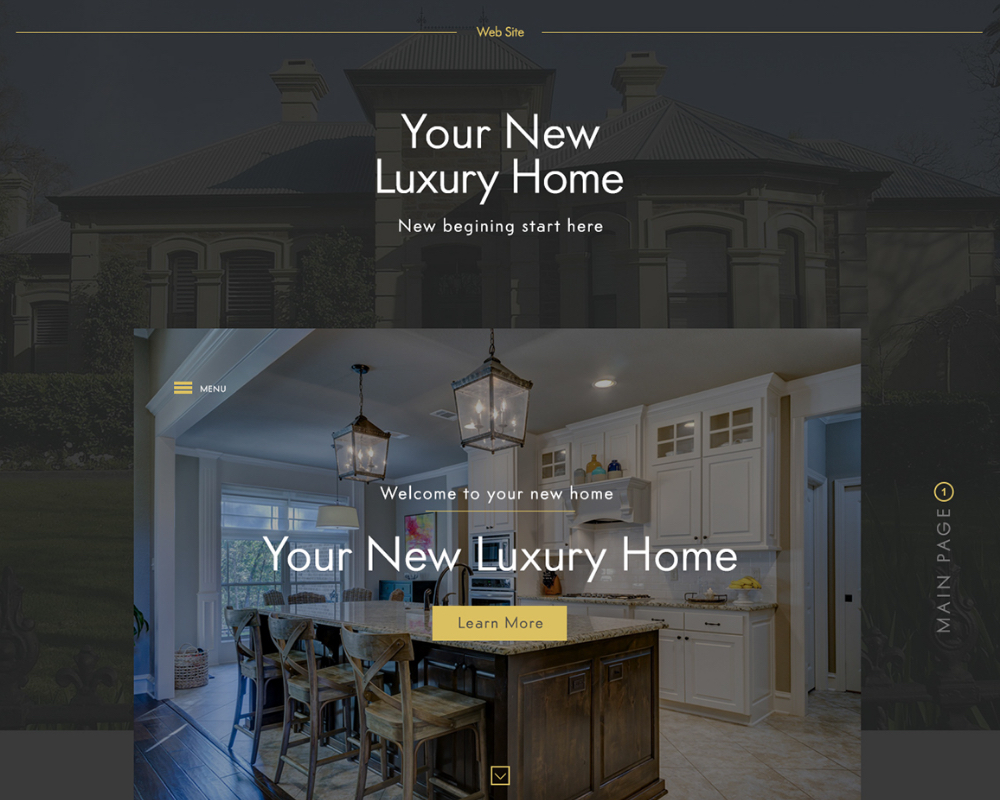 Web Site
Your New
Luxury Home
New begining start here
MENU
Welcome to your new home
Your New Luxury Home
Learn More
MAIN PAGE 1